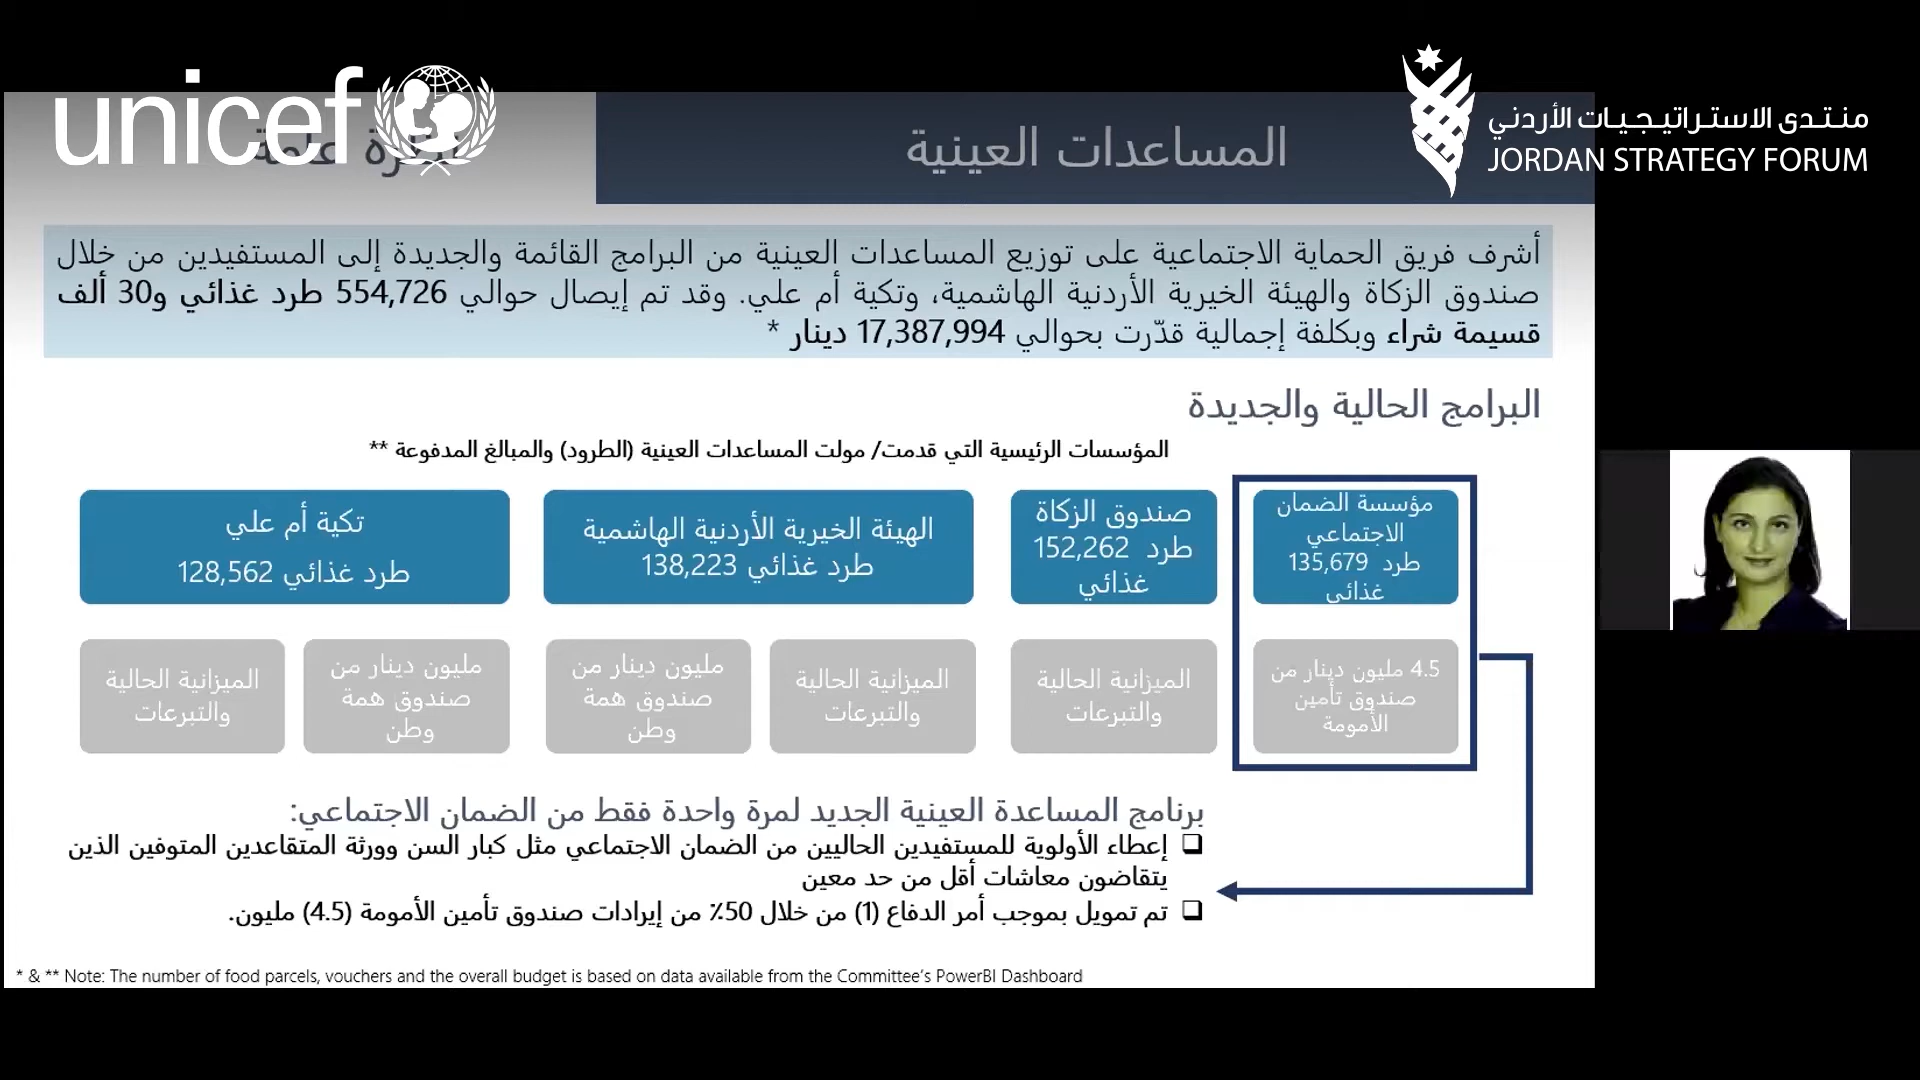 unicef
منتدى الاستراتيجيات الأردني
JORDAN STRATEGY FORUM
المساعدات العينية
عامة
أشرف فريق الحماية الاجتماعية على توزيع المساعدات العينية من البرامج القائمة والجديدة إلى المستفيدين من خلال
صندوق الزكاة والهيئة الخيرية الأردنية الهاشمية، وتكية أم علي. وقد تم إيصال حوالي 554,726 طرد غذائي و30 ألف
قسيمة شراء وبكلفة إجمالية قدّرت بحوالي 17,387,994 دينار *
البرامج الحالية والجديدة
المؤسسات الرئيسية التي قدمت/ مولت المساعدات العينية (الطرود) والمبالغ المدفوعة **
مؤسسة الضمان
الاجتماعي
طرد 135,679
غذائي
صندوق الزكاة
طرد 152,262
غذائي
الهيئة الخيرية الأردنية الهاشمية
طرد غذائي 138,223
تكية أم علي
طرد غذائي 128,562
4.5 مليون دينار من
صندوق تأمين
الأمومة
الميزانية الحالية
والتبرعات
الميزانية الحالية
والتبرعات
مليون دينار من
صندوق همة
وطن
مليون دينار من
صندوق همة
وطن
الميزانية الحالية
والتبرعات
برنامج المساعدة العينية الجديد لمرة واحدة فقط من الضمان الاجتماعي:
❑ إعطاء الأولوية للمستفيدين الحاليين من الضمان الاجتماعي مثل كبار السن وورثة المتقاعدين المتوفين الذين
يتقاضون معاشات أقل من حد معين
❑ تم تمويل بموجب أمر الدفاع (1) من خلال 50٪ من إيرادات صندوق تأمين الأمومة (4.5) مليون.
* & ** Note: The number of food parcels, vouchers and the overall budget is based on data available from the Committee's PowerBI Dashboard